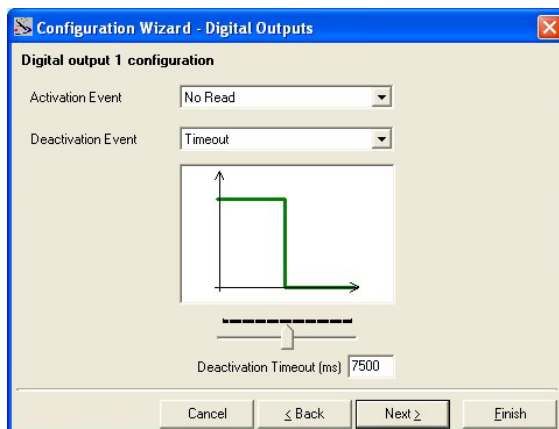 Configuration Wizard - Digital Outputs
Digital output 1 configuration
Activation Event No Read
Deactivation Event Timeout
Deactivation Timeout (ms) 7500
Cancel < Back Next > Finish